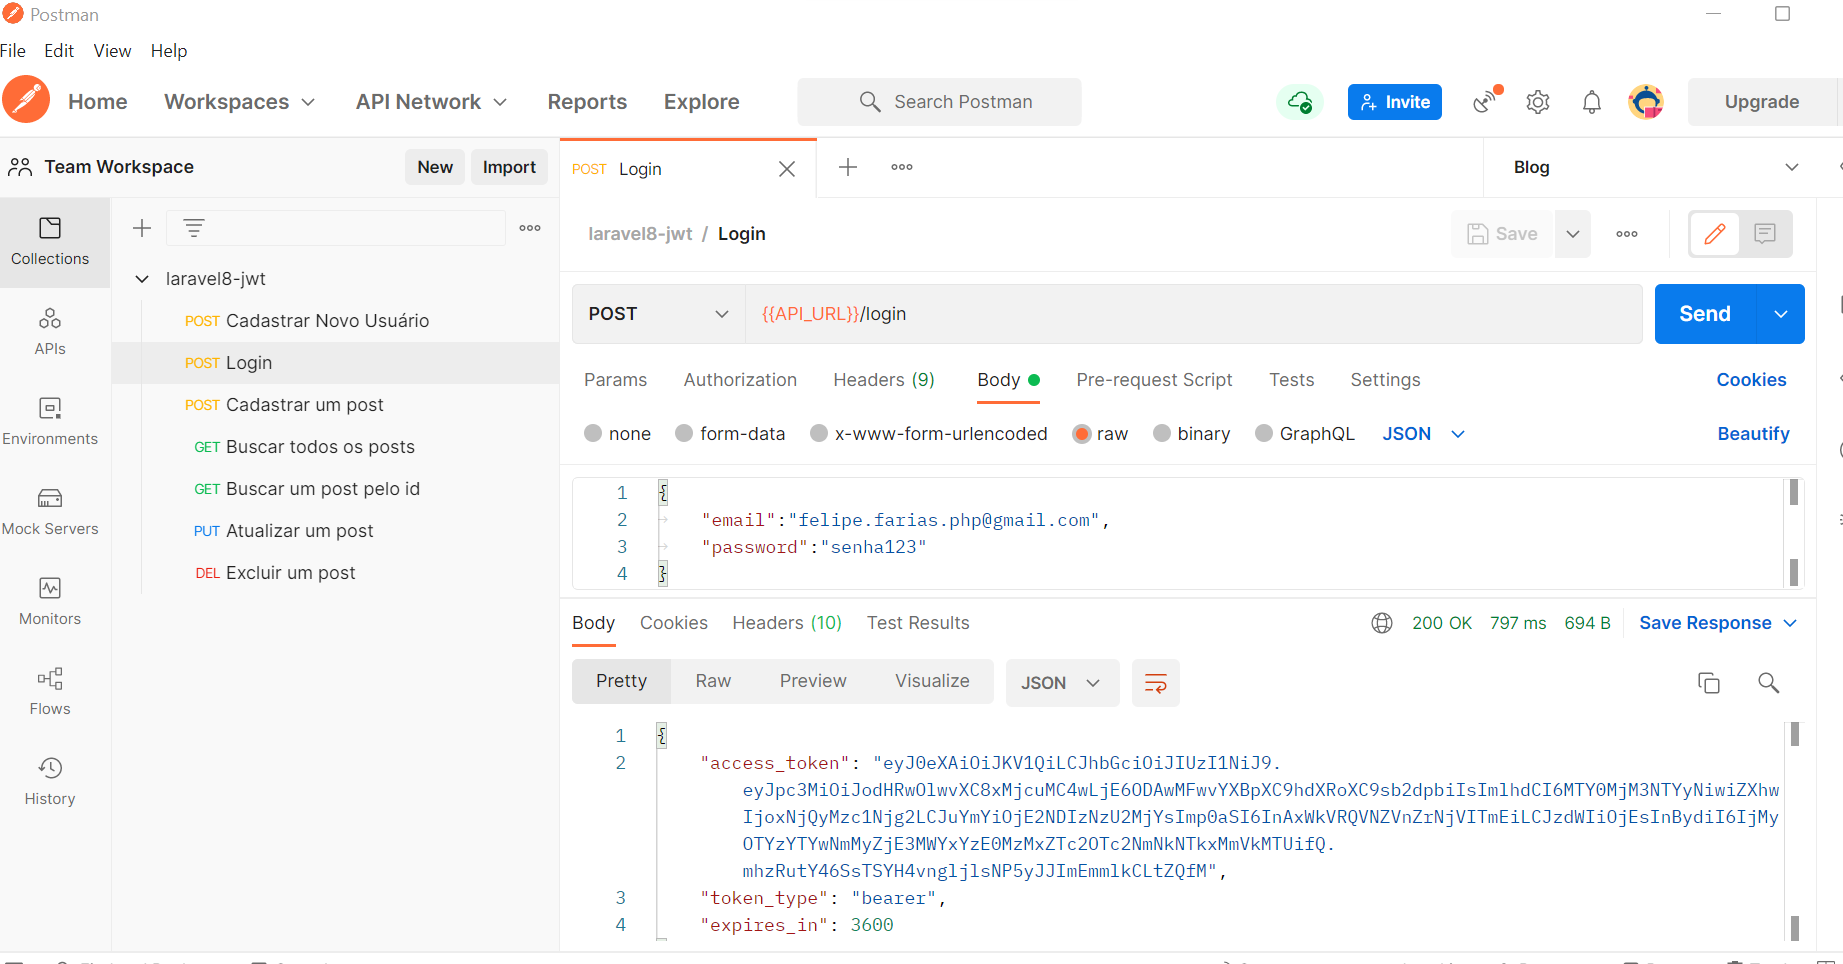 Postman
File Edit View Help
Home Workspaces API Network Reports Explore Search Postman Invite Upgrade
Team Workspace New Import POST Login Blog
laravel8-jwt / Login Save
Collections
APIs
Environments
Mock Servers
Monitors
Flows
History
laravel8-jwt
POST Cadastrar Novo Usuário
POST Login
POST Cadastrar um post
GET Buscar todos os posts
GET Buscar um post pelo id
PUT Atualizar um post
DEL Excluir um post
POST {{API_URL}}/login Send
Params Authorization Headers (9) Body Pre-request Script Tests Settings Cookies
none form-data x-www-form-urlencoded raw binary GraphQL JSON Beautify
1 {
2 "email":"felipe.farias.php@gmail.com",
3 "password":"senha123"
4 }
Body Cookies Headers (10) Test Results 200 OK 797 ms 694 B Save Response
Pretty Raw Preview Visualize JSON
1 {
2 "access_token": "eyJ0eXAiOiJKV1QiLCJhbGciOiJIUzI1NiJ9.
eyJpc3MiOiJodHRwOlwvXC8xMjcuMC4wLjE6ODAwMFwvYXBpXC9hdXRoXC9sb2dpbiIsImlhdCI6MTY0MjM3NTYyNiwiZXhw
IjoxNjQyMzc1Njg2LCJuYmYiOjE2NDIzNzU2MjYsImp0aSI6InAxWkVRQVNZVnZrNjVITmEiLCJzdWIiOjEsInBydiI6IjMy
OTYzYTYwNmMyZjE3MWYxYzE0MzMxZTc2OTc2NmNkNTkxMmVkMTUifQ.
mhzRutY46SsTSYH4vngljlsNP5yJJImEmmlkCLtZQfM",
3 "token_type": "bearer",
4 "expires_in": 3600